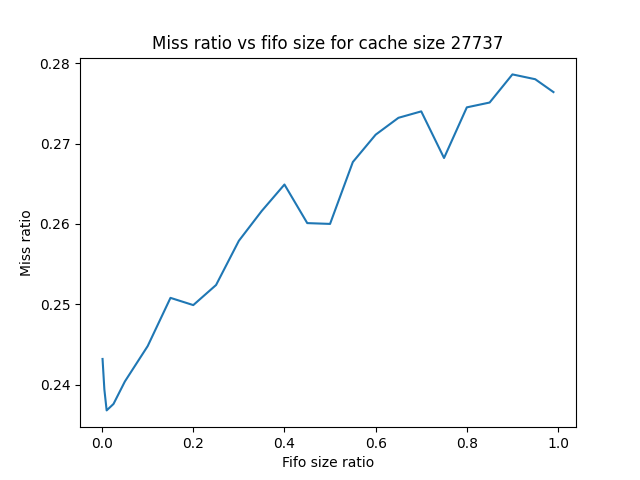 Miss ratio vs fifo size for cache size 27737
0.28
0.27
0.26
0.25
0.24
Miss ratio
0.0 0.2 0.4 0.6 0.8 1.0
Fifo size ratio